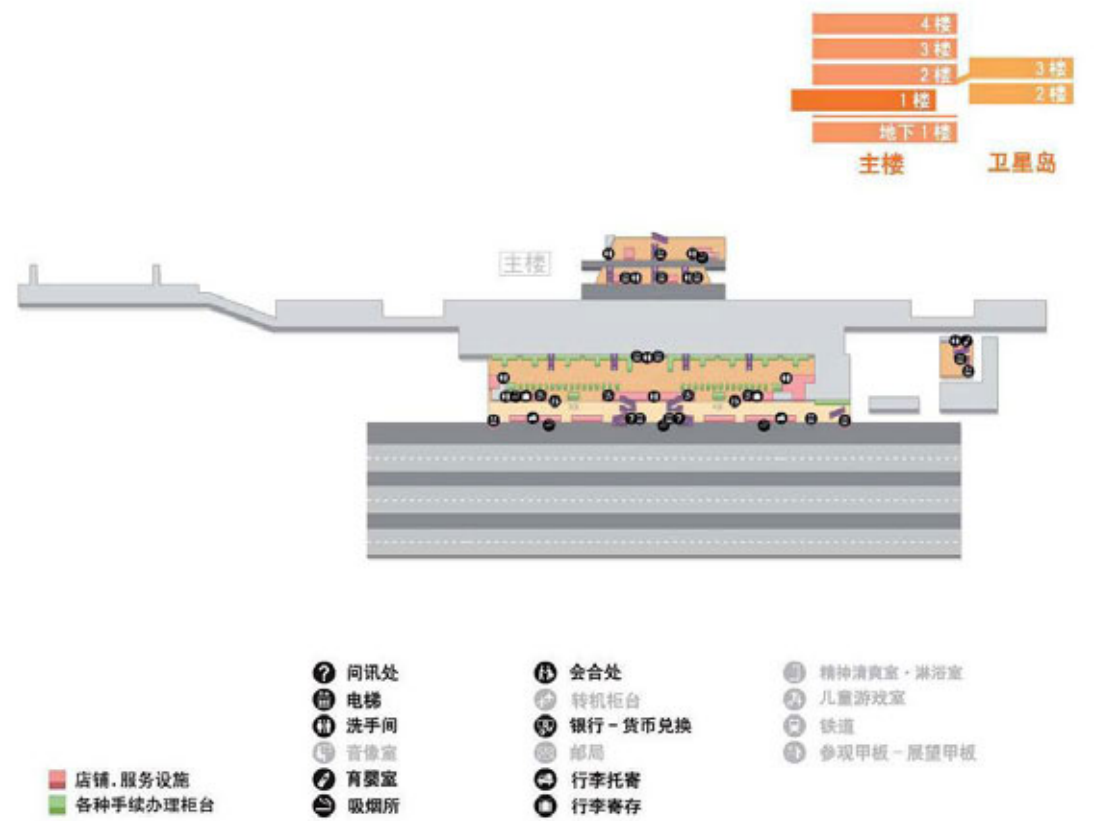 4 楼
3 楼
2 楼
3 楼
1 楼
2 楼
地下 1 楼
主楼
卫星岛
主楼
问讯处
会合处
精神清爽室・淋浴室
电梯
转机柜台
儿童游戏室
洗手间
银行－货币兑换
铁道
音像室
邮局
参观甲板－展望甲板
店铺.服务设施
育婴室
行李托寄
各种手续办理柜台
吸烟所
行李寄存